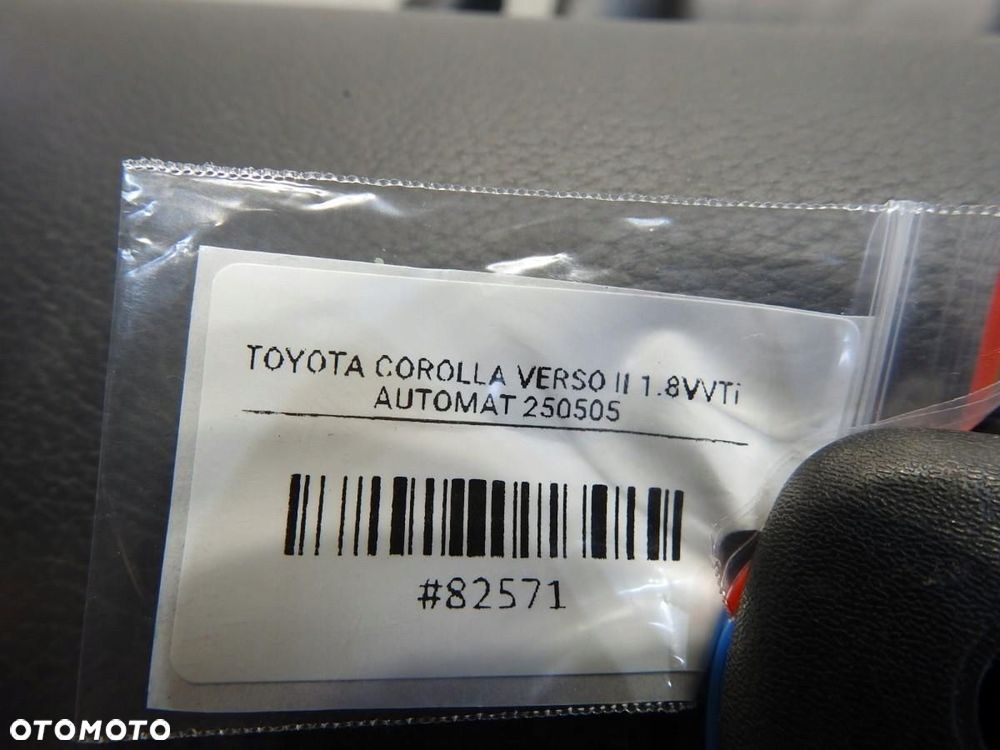 TOYOTA COROLLA VERSO II 1.8VVTi
AUTOMAT 250505
#82571
OTOMOTO